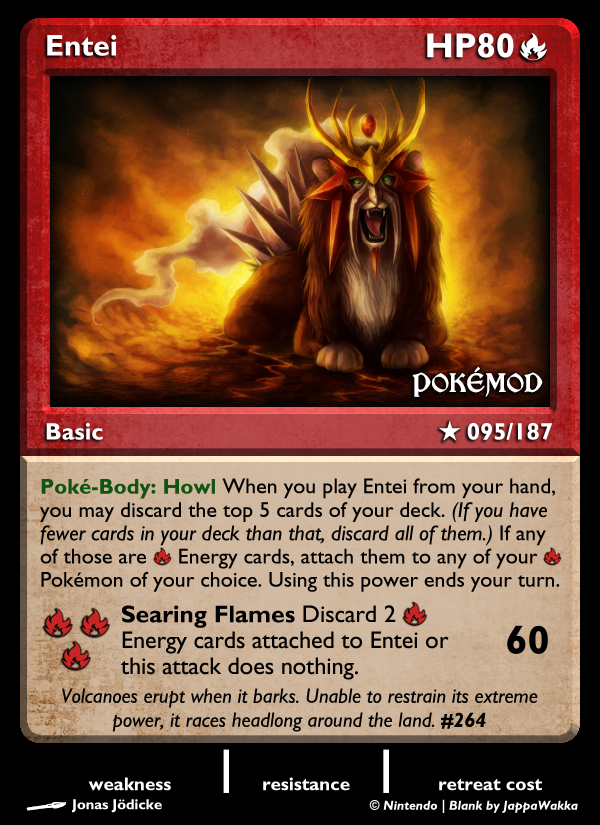 Entei HP80
POKÉMOD
Basic ★ 095/187
Poké-Body: Howl When you play Entei from your hand,
you may discard the top 5 cards of your deck. (If you have
fewer cards in your deck than that, discard all of them.) If any
of those are Energy cards, attach them to any of your
Pokémon of your choice. Using this power ends your turn.
Searing Flames Discard 2
Energy cards attached to Entei or
this attack does nothing.
60
Volcanoes erupt when it barks. Unable to restrain its extreme
power, it races headlong around the land. #264
weakness resistance retreat cost
Jonas Jödicke © Nintendo | Blank by JappaWakka